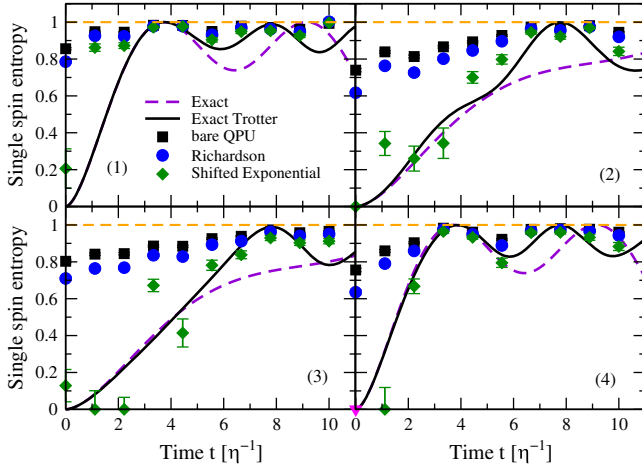 Single spin entropy
1
0.8
0.6
0.4
0.2
0
Exact
Exact Trotter
bare QPU
Richardson
Shifted Exponential
(1)
(2)
Single spin entropy
1
0.8
0.6
0.4
0.2
0
(3)
(4)
0 2 4 6 8 10
0 2 4 6 8 10
Time t [η⁻¹]
Time t [η⁻¹]